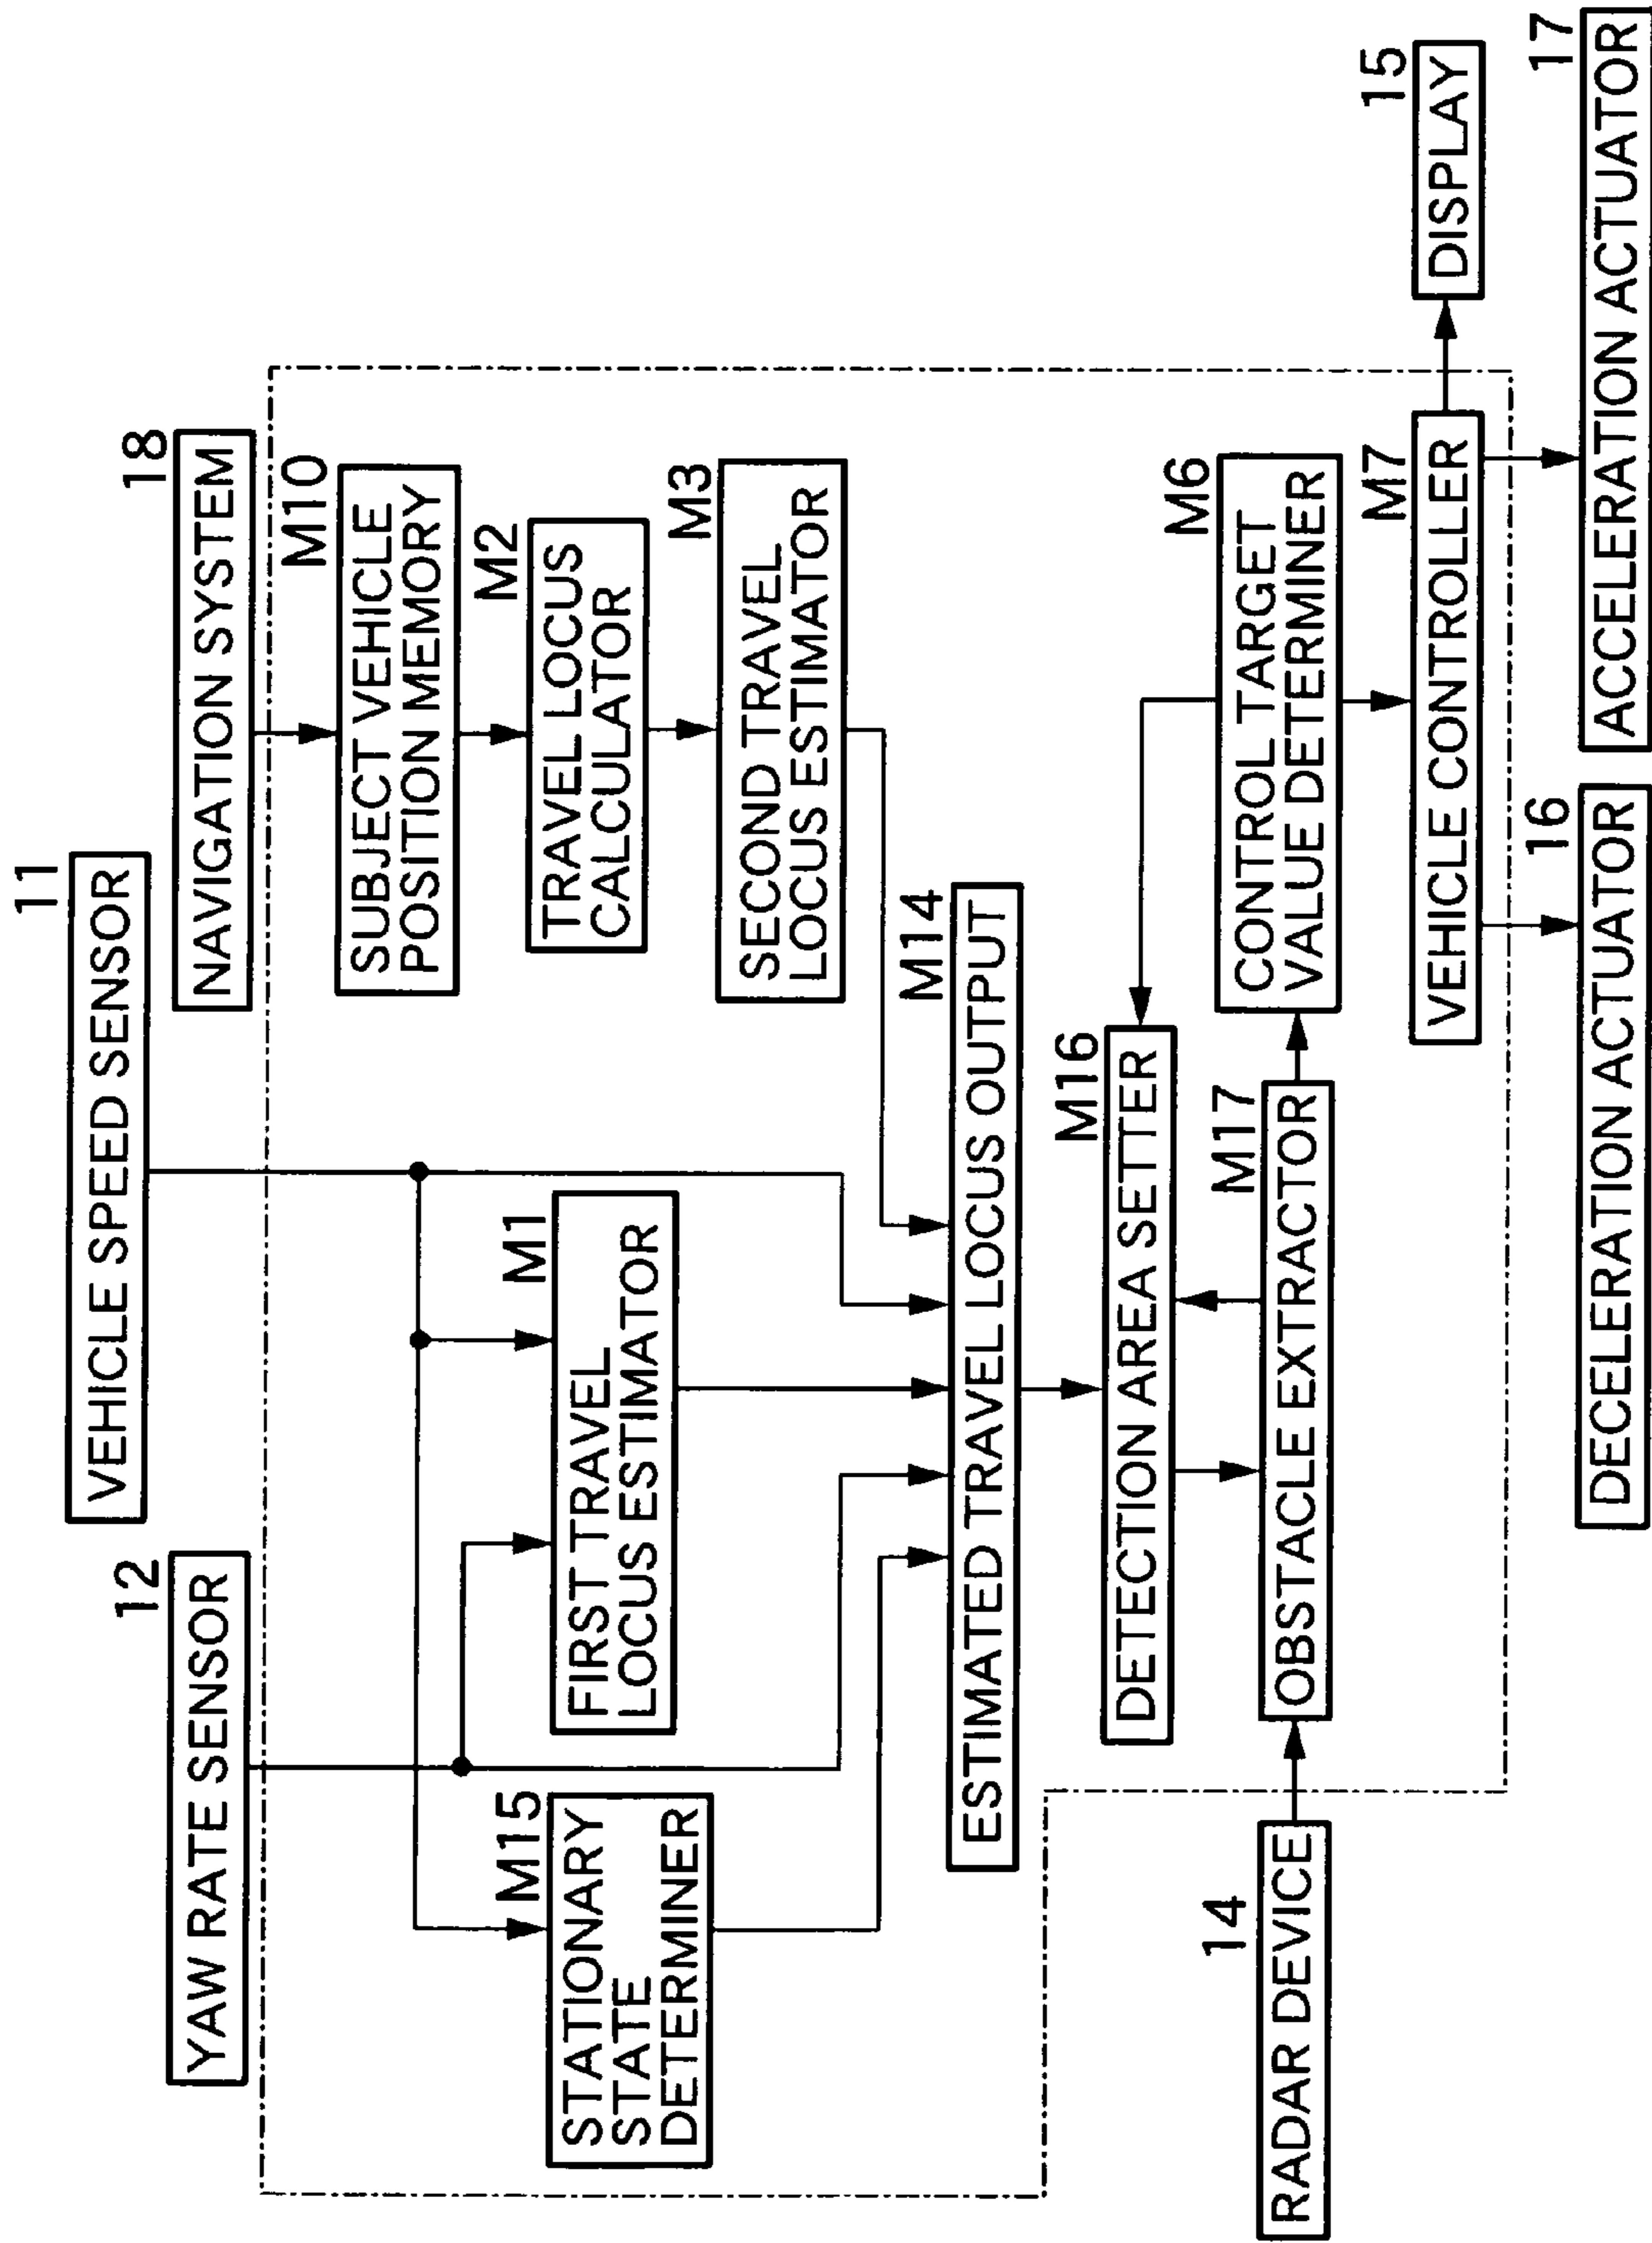 11
VEHICLE SPEED SENSOR
12
YAW RATE SENSOR
18
NAVIGATION SYSTEM
M10
SUBJECT VEHICLE
POSITION MEMORY
M2
TRAVEL LOCUS
CALCULATOR
M3
SECOND TRAVEL
LOCUS ESTIMATOR
M15
STATIONARY
STATE
DETERMINER
M1
FIRST TRAVEL
LOCUS ESTIMATOR
M14
ESTIMATED TRAVEL LOCUS OUTPUT
M16
DETECTION AREA SETTER
14
RADAR DEVICE
M17
OBSTACLE EXTRACTOR
M6
CONTROL TARGET
VALUE DETERMINER
M7
VEHICLE CONTROLLER
15
DISPLAY
16
DECELERATION ACTUATOR
17
ACCELERATION ACTUATOR